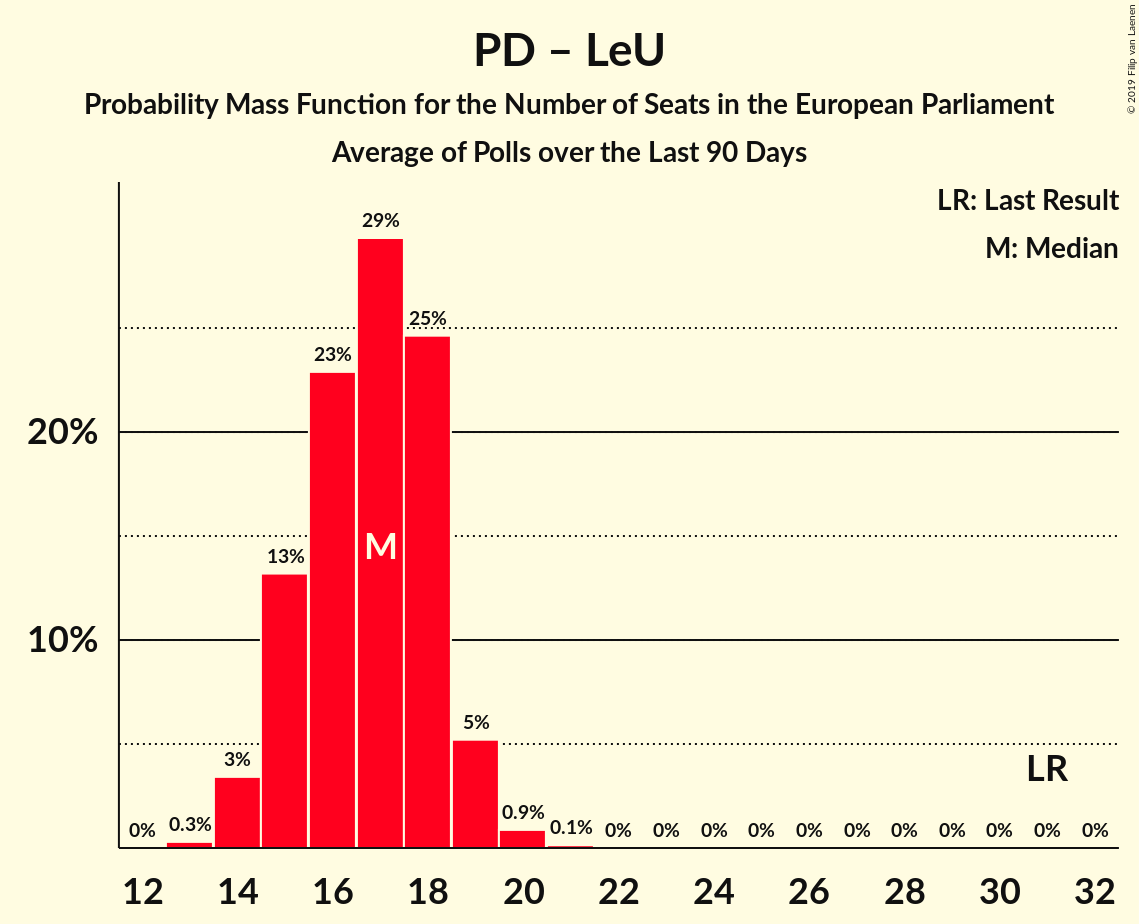 PD – LeU
Probability Mass Function for the Number of Seats in the European Parliament
Average of Polls over the Last 90 Days
© 2019 Filip van Laenen
LR: Last Result
M: Median
29%
25%
23%
20%
M
13%
10%
5%
3%
LR
0.9%
0.3%
0.1%
0% 0% 0% 0% 0% 0% 0% 0% 0% 0% 0% 0%
12 14 16 18 20 22 24 26 28 30 32